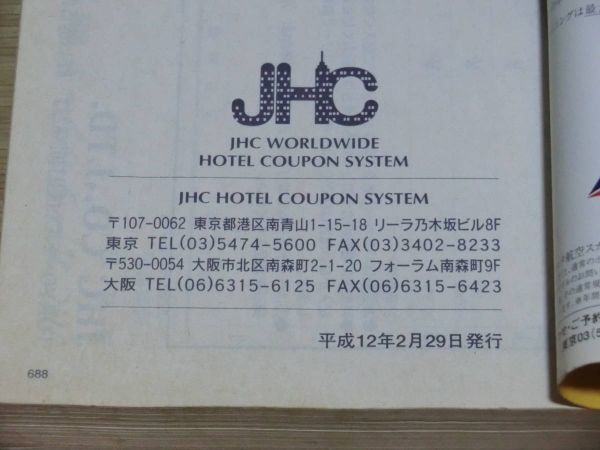 JHC
JHC WORLDWIDE
HOTEL COUPON SYSTEM
JHC HOTEL COUPON SYSTEM
〒107-0062 東京都港区南青山1-15-18 リーラ乃木坂ビル8F
東京 TEL(03)5474-5600 FAX(03)3402-8233
〒530-0054 大阪市北区南森町2-1-20 フォーラム南森町9F
大阪 TEL(06)6315-6125 FAX(06)6315-6423
平成12年2月29日発行
688